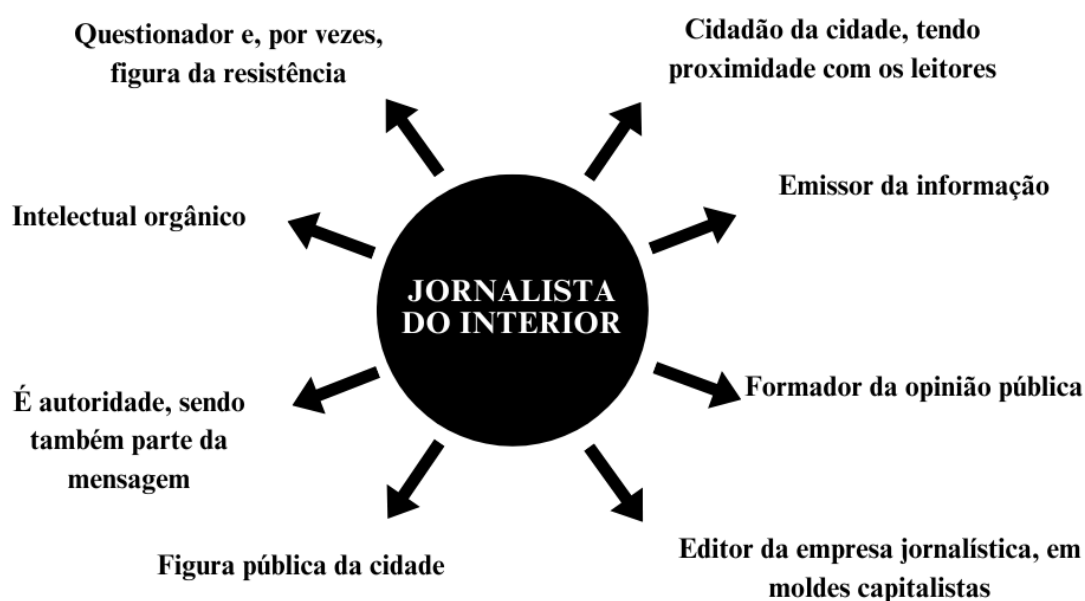 Questionador e, por vezes,
figura da resistência
Cidadão da cidade, tendo
proximidade com os leitores
Intelectual orgânico
Emissor da informação
JORNALISTA
DO INTERIOR
É autoridade, sendo
também parte da
mensagem
Formador da opinião pública
Figura pública da cidade
Editor da empresa jornalística, em
moldes capitalistas